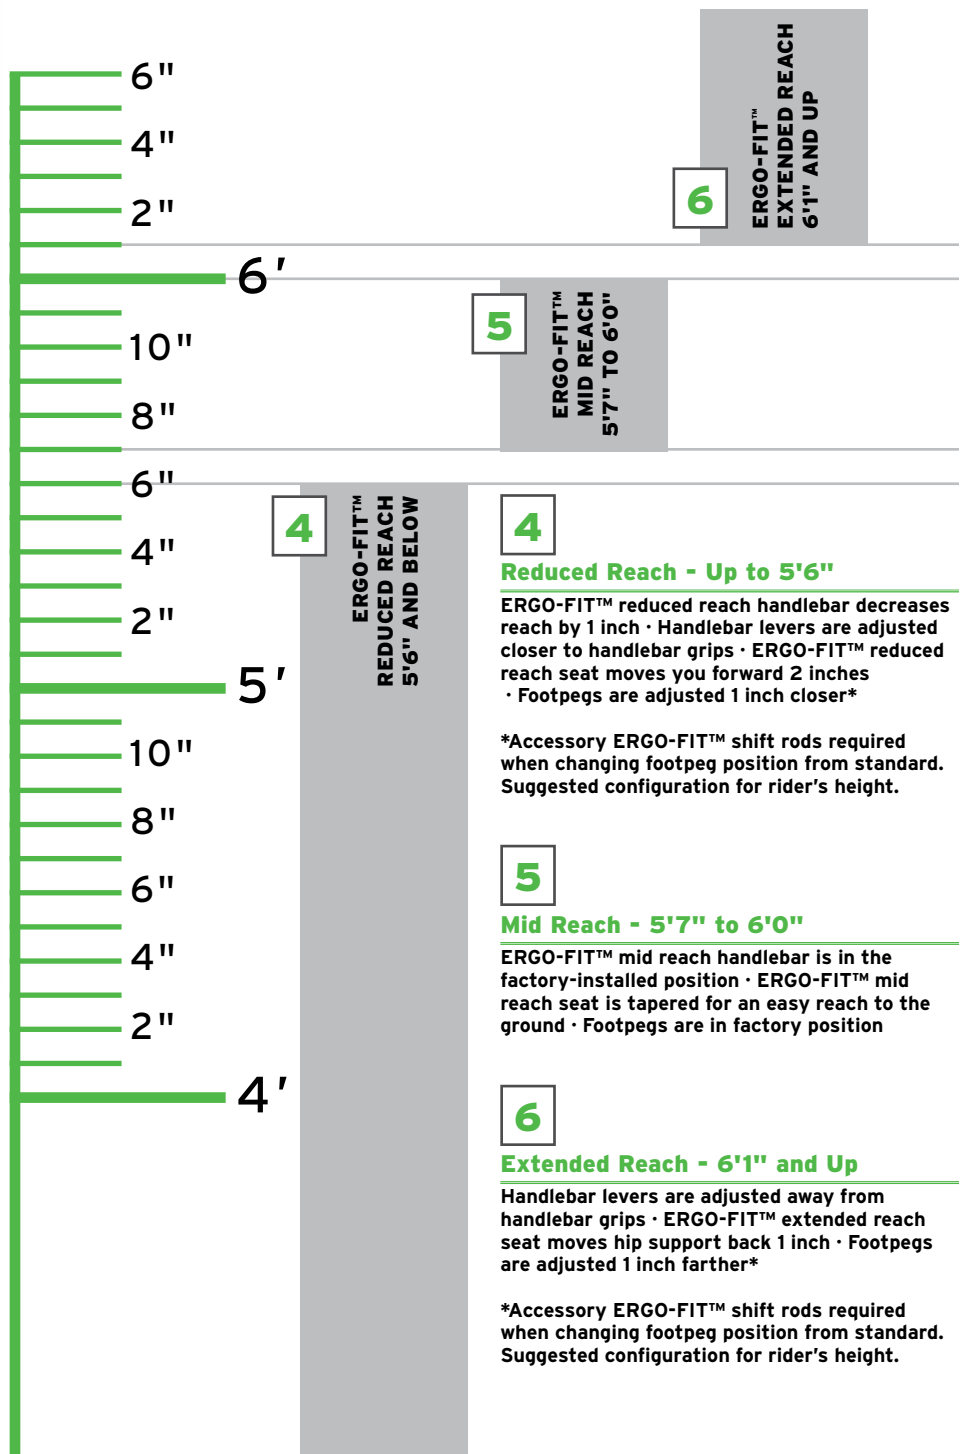 6"
4"
2"
6'
10"
8"
6"
4"
2"
5'
10"
8"
6"
4"
2"
4'
6
ERGO-FIT™
EXTENDED REACH
6'1" AND UP
5
ERGO-FIT™
MID REACH
5'7" TO 6'0"
4
ERGO-FIT™
REDUCED REACH
5'6" AND BELOW
4
Reduced Reach - Up to 5'6"
ERGO-FIT™ reduced reach handlebar decreases
reach by 1 inch · Handlebar levers are adjusted
closer to handlebar grips · ERGO-FIT™ reduced
reach seat moves you forward 2 inches
· Footpegs are adjusted 1 inch closer*
*Accessory ERGO-FIT™ shift rods required
when changing footpeg position from standard.
Suggested configuration for rider's height.
5
Mid Reach - 5'7" to 6'0"
ERGO-FIT™ mid reach handlebar is in the
factory-installed position · ERGO-FIT™ mid
reach seat is tapered for an easy reach to the
ground · Footpegs are in factory position
6
Extended Reach - 6'1" and Up
Handlebar levers are adjusted away from
handlebar grips · ERGO-FIT™ extended reach
seat moves hip support back 1 inch · Footpegs
are adjusted 1 inch farther*
*Accessory ERGO-FIT™ shift rods required
when changing footpeg position from standard.
Suggested configuration for rider's height.